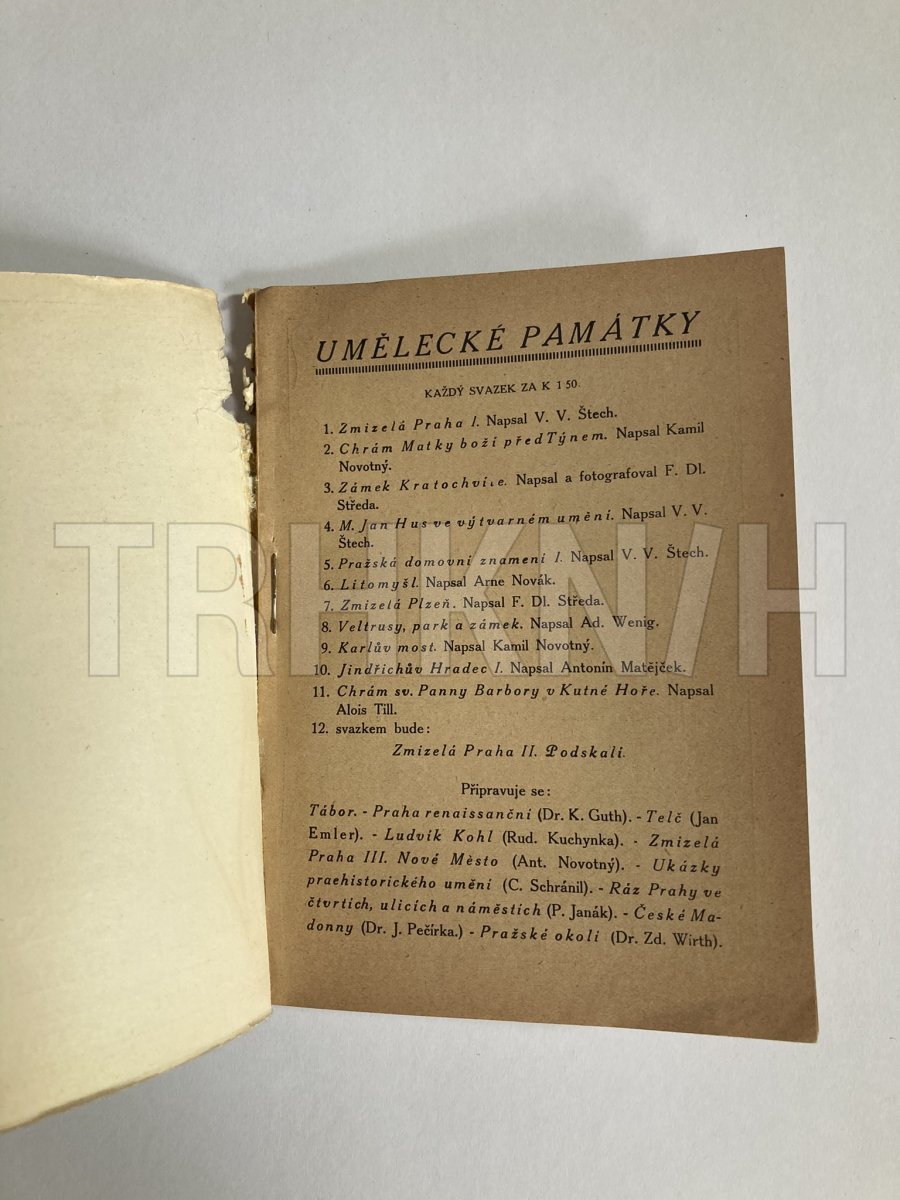 UMĚLECKÉ PAMÁTKY
KAŽDÝ SVAZEK ZA K 1 50.
1. Zmizelá Praha I. Napsal V. V. Štech.
2. Chrám Matky boží před Týnem. Napsal Kamil
Novotný.
3. Zámek Kratochvíle. Napsal a fotografoval F. Dl.
Středa.
4. M. Jan Hus ve výtvarném umění. Napsal V. V.
Štech.
5. Pražská domovní znamení I. Napsal V. V. Štech.
6. Litomyšl. Napsal Arne Novák.
7. Zmizelá Plzeň. Napsal F. Dl. Středa.
8. Veltrusy, park a zámek. Napsal Ad. Wenig.
9. Karlův most. Napsal Kamil Novotný.
10. Jindřichův Hradec I. Napsal Antonín Matějček.
11. Chrám sv. Panny Barbory v Kutné Hoře. Napsal
Alois Till.
12. svazkem bude:
Zmizelá Praha II. Podskalí.
Připravuje se:
Tábor. - Praha renaissanční (Dr. K. Guth). - Telč (Jan
Emler). - Ludvík Kohl (Rud. Kuchynka). - Zmizelá
Praha III. Nové Město (Ant. Novotný). - Ukázky
praehistorického umění (C. Schránil). - Ráz Prahy ve
čtvrtích, ulicích a náměstích (P. Janák). - České Ma-
donny (Dr. J. Pečírka.) - Pražské okolí (Dr. Zd. Wirth).
TRHKNIH